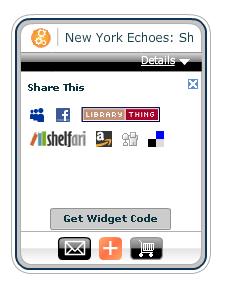 New York Echoes: Sh
Details
Share This
f
LIBRARY THING
Shelfari
a
Get Widget Code